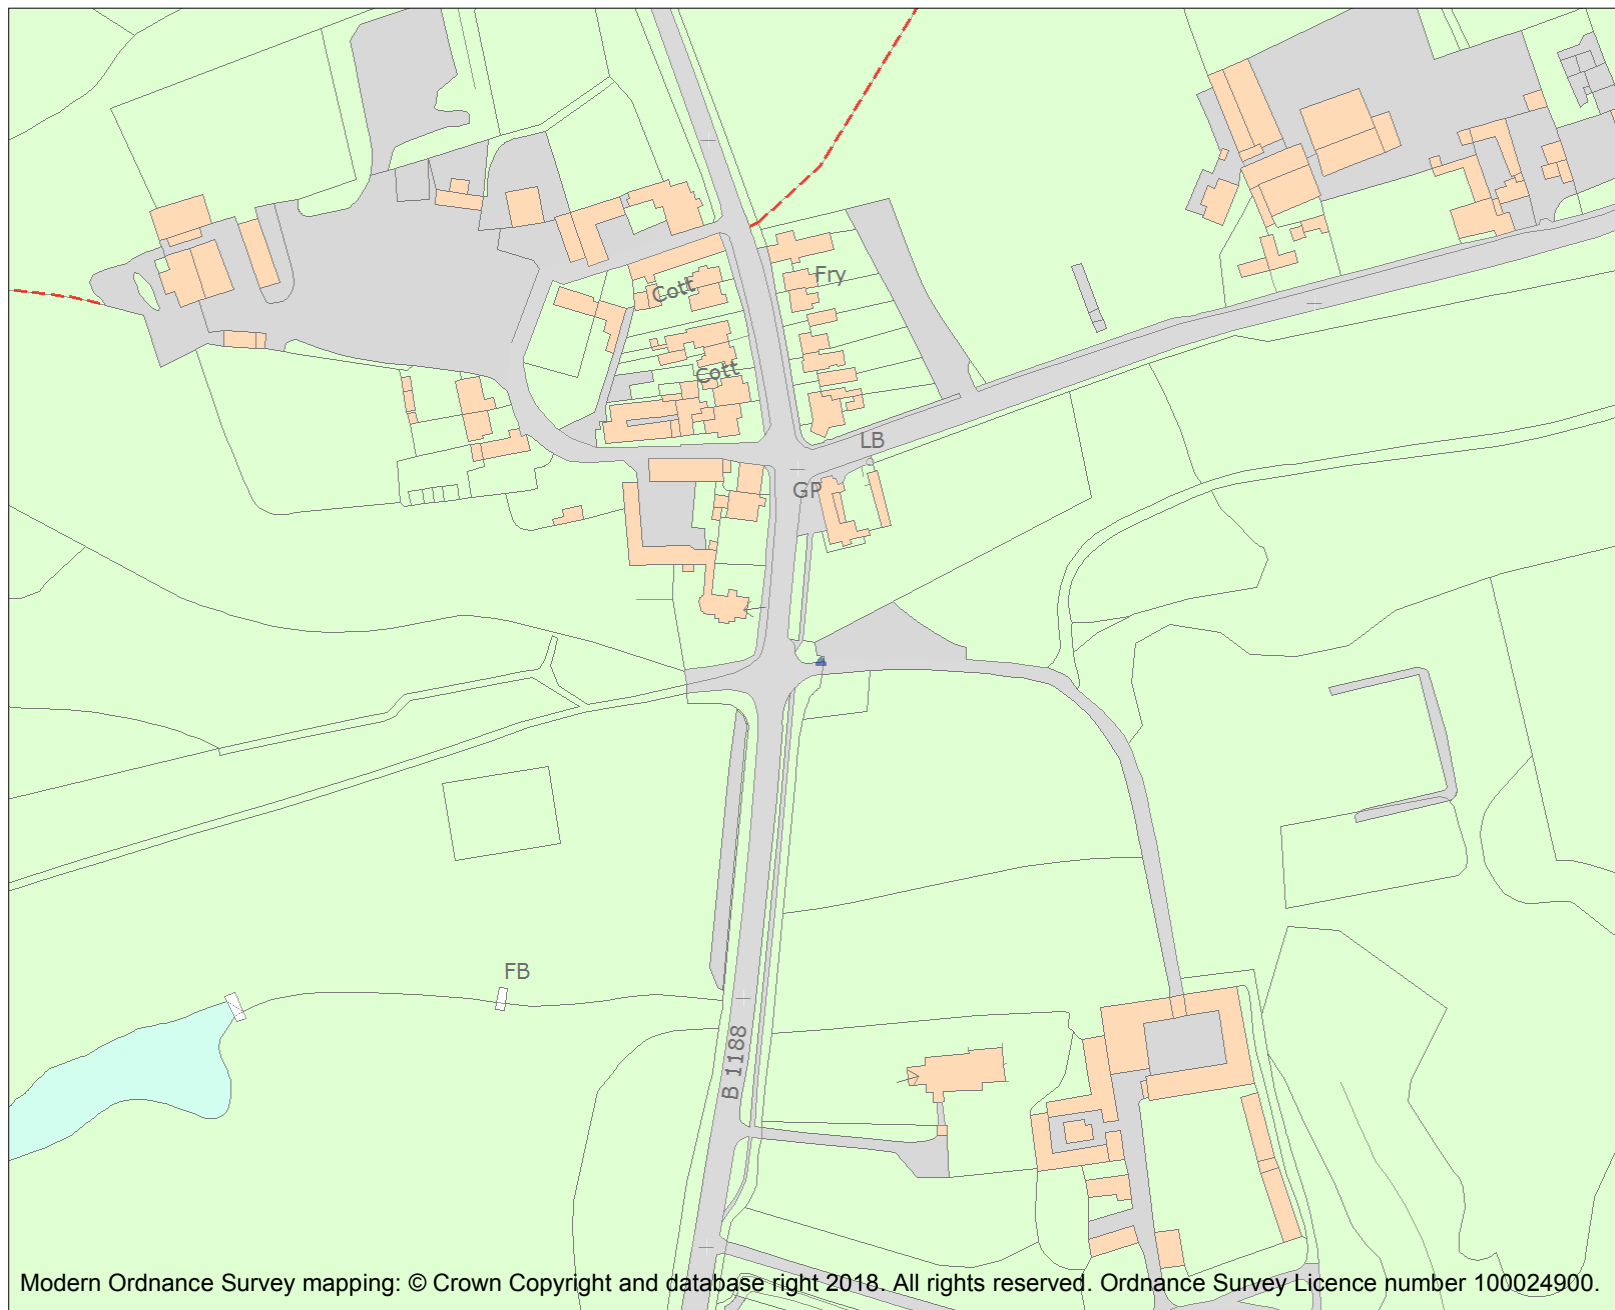 Fry
Cott
Cott
LB
GP
FB
B 1188
Modern Ordnance Survey mapping: © Crown Copyright and database right 2018. All rights reserved. Ordnance Survey Licence number 100024900.